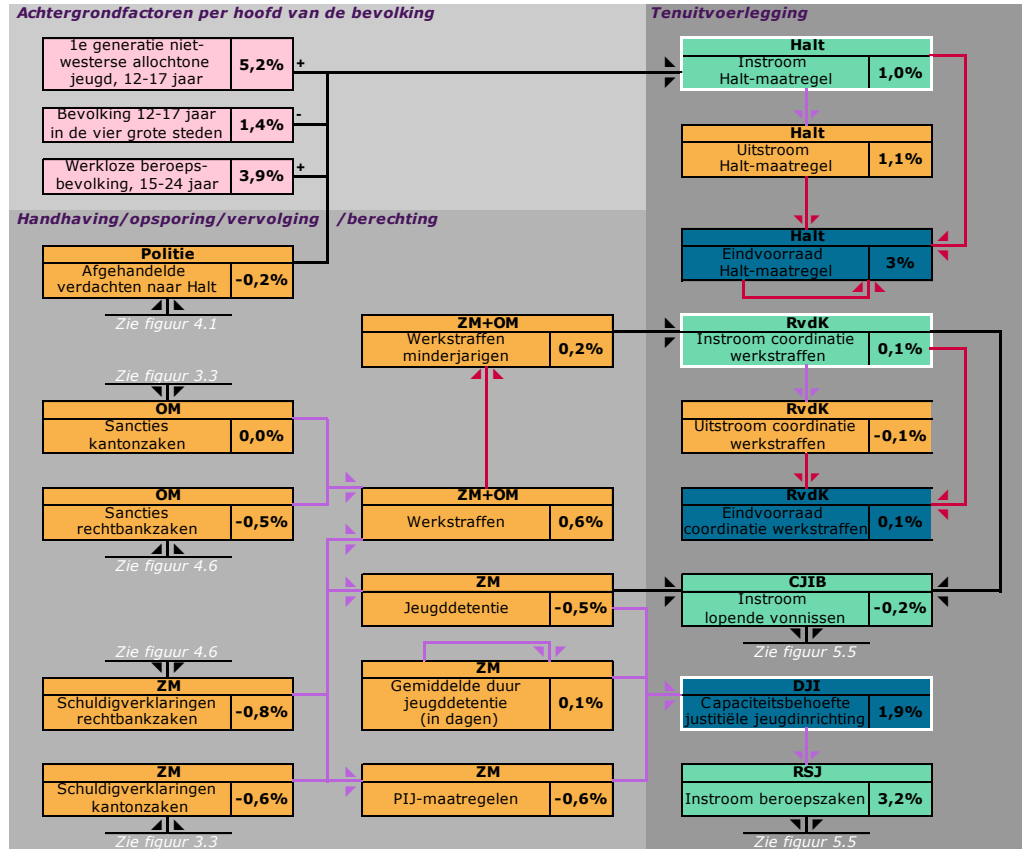 Achtergrondfactoren per hoofd van de bevolking
1e generatie niet-
westerse allochtone
jeugd, 12-17 jaar
5,2%
+
Bevolking 12-17 jaar
in de vier grote steden
1,4%
-
Werkloze beroeps-
bevolking, 15-24 jaar
3,9%
+
Handhaving/opsporing/vervolging /berechting
Politie
Afgehandelde
verdachten naar Halt
-0,2%
Zie figuur 4.1
Zie figuur 3.3
OM
Sancties
kantonzaken
0,0%
OM
Sancties
rechtbankzaken
-0,5%
Zie figuur 4.6
Zie figuur 4.6
ZM
Schuldigverklaringen
rechtbankzaken
-0,8%
ZM
Schuldigverklaringen
kantonzaken
-0,6%
Zie figuur 3.3
ZM+OM
Werkstraffen
minderjarigen
0,2%
ZM+OM
Werkstraffen
0,6%
ZM
Jeugddetentie
-0,5%
ZM
Gemiddelde duur
jeugddetentie
(in dagen)
0,1%
ZM
PIJ-maatregelen
-0,6%
Tenuitvoerlegging
Halt
Instroom
Halt-maatregel
1,0%
Halt
Uitstroom
Halt-maatregel
1,1%
Halt
Eindvoorraad
Halt-maatregel
3%
RvdK
Instroom coordinatie
werkstraffen
0,1%
RvdK
Uitstroom coordinatie
werkstraffen
-0,1%
RvdK
Eindvoorraad
coordinatie werkstraffen
0,1%
CJIB
Instroom
lopende vonnissen
-0,2%
Zie figuur 5.5
DJI
Capaciteitsbehoefte
justitiële jeugdinrichting
1,9%
RSJ
Instroom beroepszaken
3,2%
Zie figuur 5.5